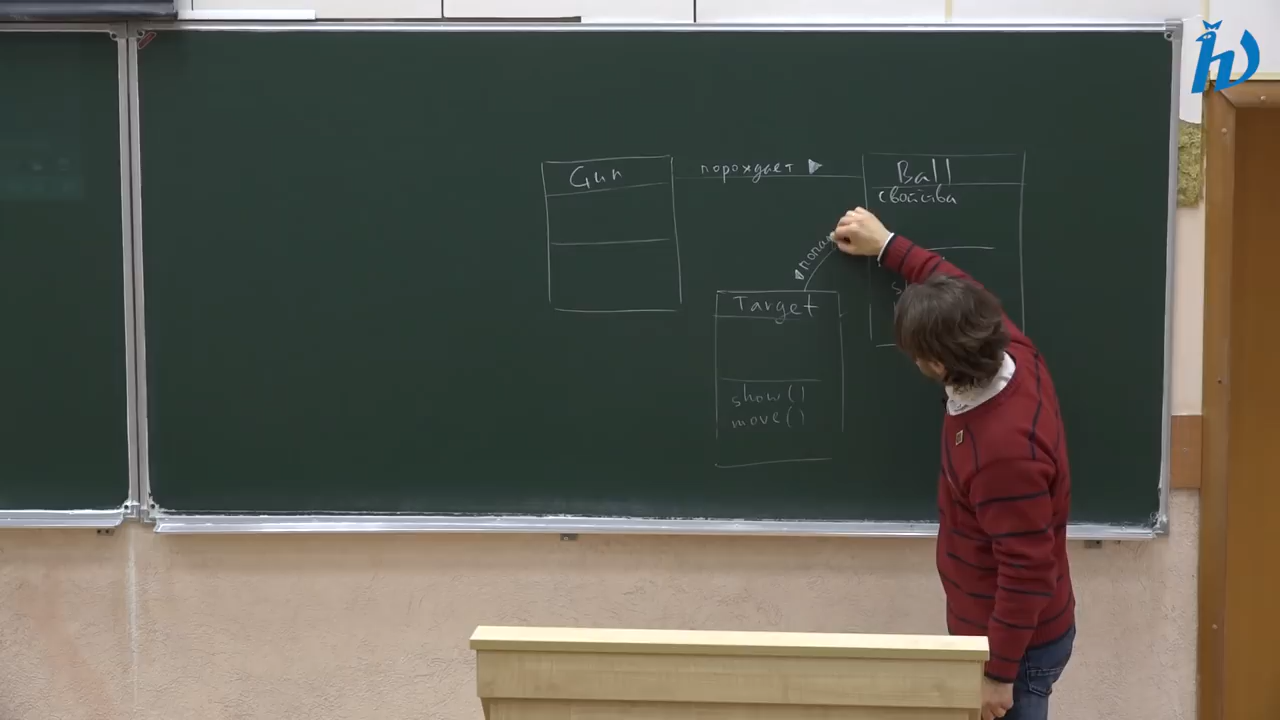 Gun
порождает
Ball
свойства
Target
show()
move()